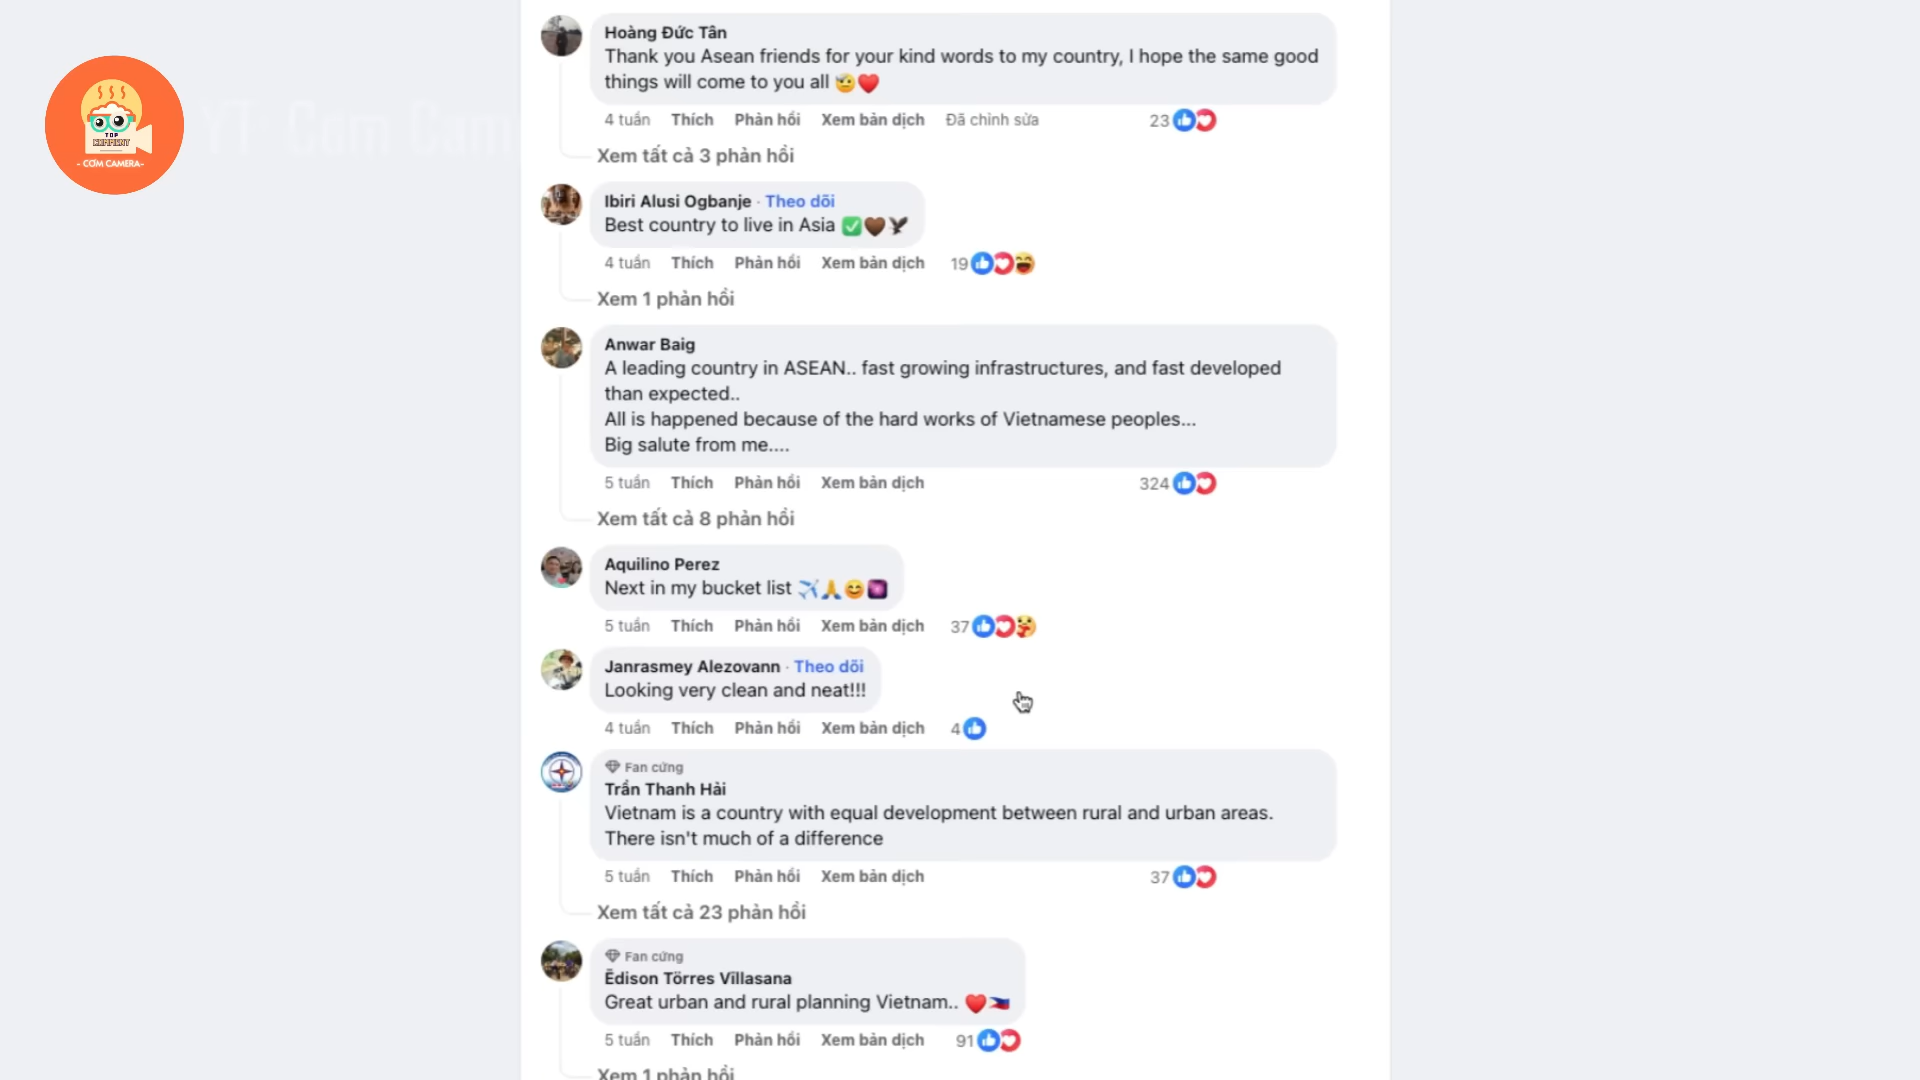 Hoàng Đức Tân
Thank you Asean friends for your kind words to my country, I hope the same good
things will come to you all 🫡❤️
4 tuần Thích Phản hồi Xem bản dịch Đã chỉnh sửa 23
Xem tất cả 3 phản hồi
TOP
COMMENT
- CƠM CAMERA-
YT: Cơm Cam
Ibiri Alusi Ogbanje · Theo dõi
Best country to live in Asia ✅🤎🦅
4 tuần Thích Phản hồi Xem bản dịch 19
Xem 1 phản hồi
Anwar Baig
A leading country in ASEAN.. fast growing infrastructures, and fast developed
than expected..
All is happened because of the hard works of Vietnamese peoples...
Big salute from me....
5 tuần Thích Phản hồi Xem bản dịch 324
Xem tất cả 8 phản hồi
Aquilino Perez
Next in my bucket list ✈️🙏😊🎆
5 tuần Thích Phản hồi Xem bản dịch 37
Janrasmey Alezovann · Theo dõi
Looking very clean and neat!!!
4 tuần Thích Phản hồi Xem bản dịch 4
Fan cứng
Trần Thanh Hải
Vietnam is a country with equal development between rural and urban areas.
There isn't much of a difference
5 tuần Thích Phản hồi Xem bản dịch 37
Xem tất cả 23 phản hồi
Fan cứng
Ēdison Törres Vīllasana
Great urban and rural planning Vietnam.. ❤️🇵🇭
5 tuần Thích Phản hồi Xem bản dịch 91
Xem 1 phản hồi